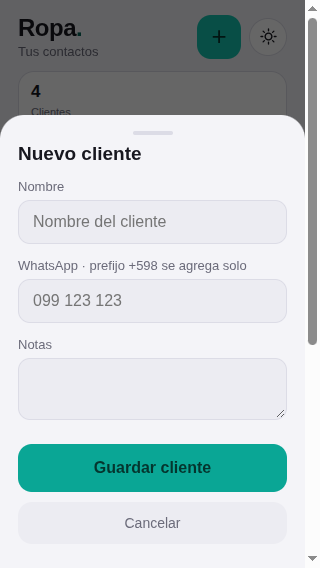 Ropa.
Tus contactos
4
Clientes
Nuevo cliente
Nombre
Nombre del cliente
WhatsApp · prefijo +598 se agrega solo
099 123 123
Notas
Guardar cliente
Cancelar